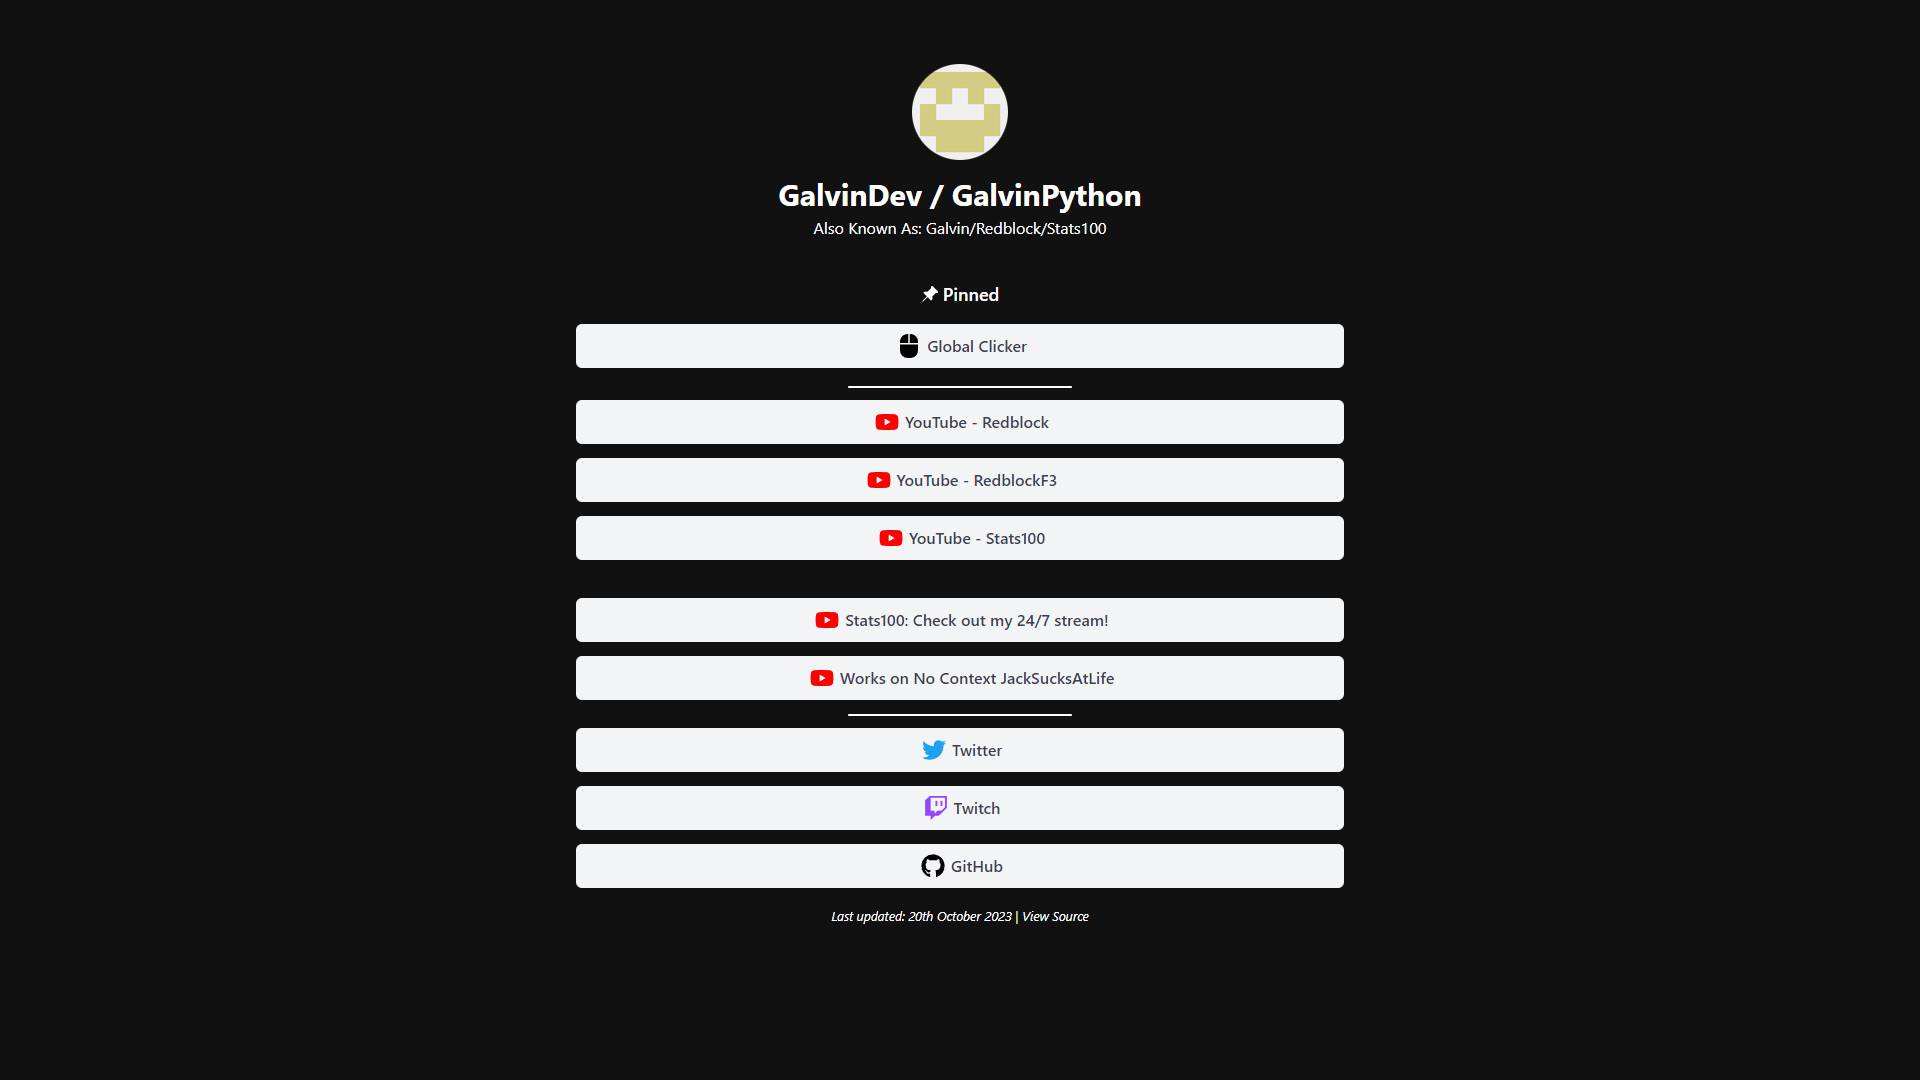 GalvinDev / GalvinPython
Also Known As: Galvin/Redblock/Stats100
Pinned
Global Clicker
YouTube - Redblock
YouTube - RedblockF3
YouTube - Stats100
Stats100: Check out my 24/7 stream!
Works on No Context JackSucksAtLife
Twitter
Twitch
GitHub
Last updated: 20th October 2023 | View Source